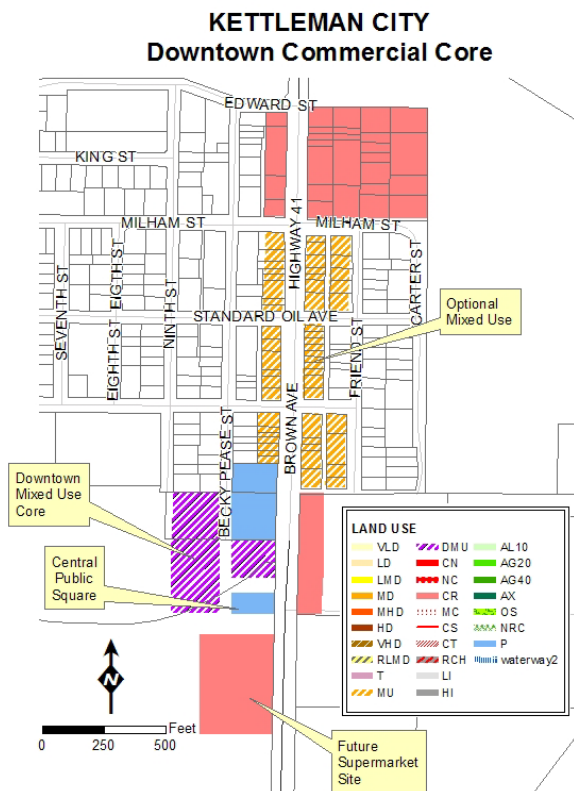 KETTLEMAN CITY
Downtown Commercial Core
EDWARD ST
KING ST
MILHAM ST
MILHAM ST
HIGHWAY 41
SEVENTH ST
EIGTH ST
EIGHTH ST
NINTH ST
STANDARD OIL AVE
FRIEND ST
CARTER ST
Optional
Mixed Use
BECKY PEASE ST
BROWN AVE
Downtown
Mixed Use
Core
Central
Public
Square
LAND USE
VLD
LD
LMD
MD
MHD
HD
VHD
RLMD
T
MU
DMU
CN
NC
CR
MC
CS
CT
RCH
LI
HI
AL10
AG20
AG40
AX
OS
NRC
P
waterway2
N
Feet
0 250 500
Future
Supermarket
Site